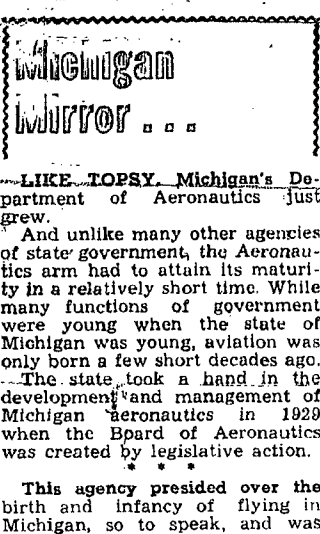 Michigan
Mirror...
LIKE TOPSY, Michigan's De-
partment of Aeronautics just
grew.
And unlike many other agencies
of state government, the Aeronau-
tics arm had to attain its maturi-
ty in a relatively short time. While
many functions of government
were young when the state of
Michigan was young, aviation was
only born a few short decades ago.
The state took a hand in the
development and management of
Michigan aeronautics in 1929
when the Board of Aeronautics
was created by legislative action.
* * *
This agency presided over the
birth and infancy of flying in
Michigan, so to speak, and was